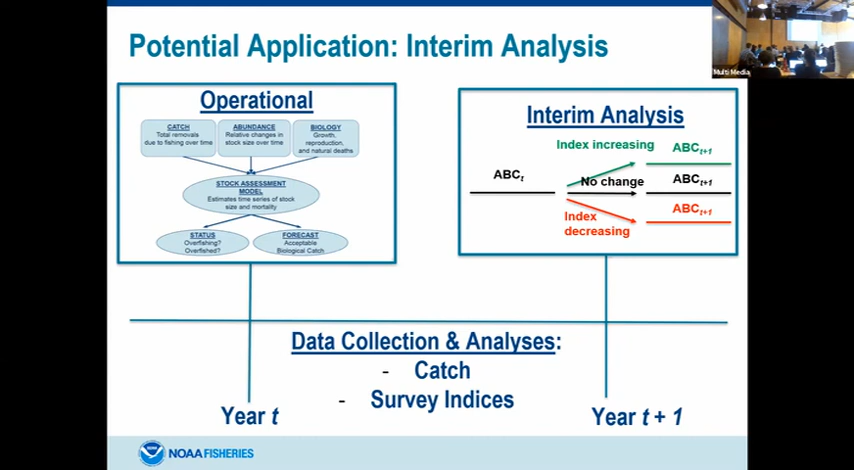 Potential Application: Interim Analysis
Multi Media
Operational
CATCH
Total removals
due to fishing over time
ABUNDANCE
Relative changes in
stock size over time
BIOLOGY
Growth,
reproduction,
and natural deaths
STOCK ASSESSMENT
MODEL
Estimates time series of stock
size and mortality
STATUS
Overfishing?
Overfished?
FORECAST
Acceptable
Biological Catch
Interim Analysis
Index increasing
ABCt+1
ABCt
No change
ABCt+1
Index
decreasing
ABCt+1
Data Collection & Analyses:
- Catch
- Survey Indices
Year t
Year t + 1
NOAA FISHERIES